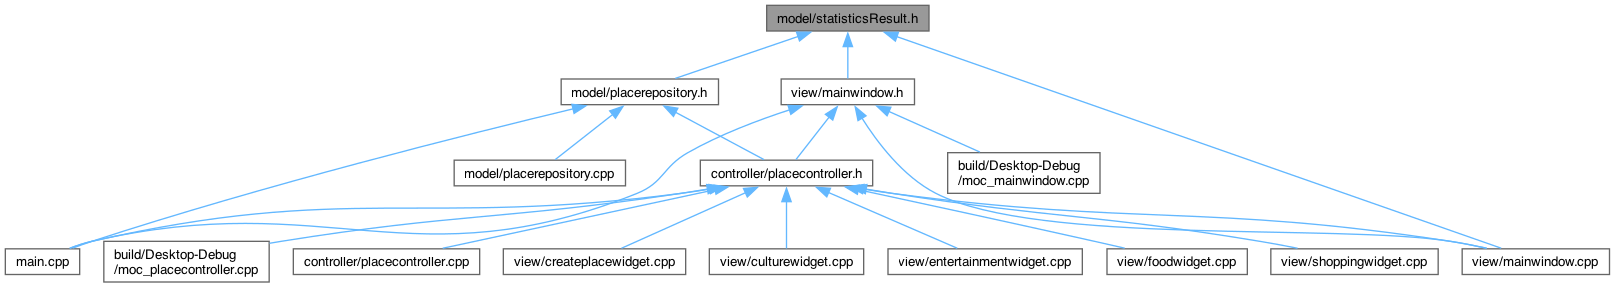 model/statisticsResult.h
model/placerepository.h
view/mainwindow.h
model/placerepository.cpp
controller/placecontroller.h
build/Desktop-Debug
/moc_mainwindow.cpp
main.cpp
build/Desktop-Debug
/moc_placecontroller.cpp
controller/placecontroller.cpp
view/createplacewidget.cpp
view/culturewidget.cpp
view/entertainmentwidget.cpp
view/foodwidget.cpp
view/shoppingwidget.cpp
view/mainwindow.cpp